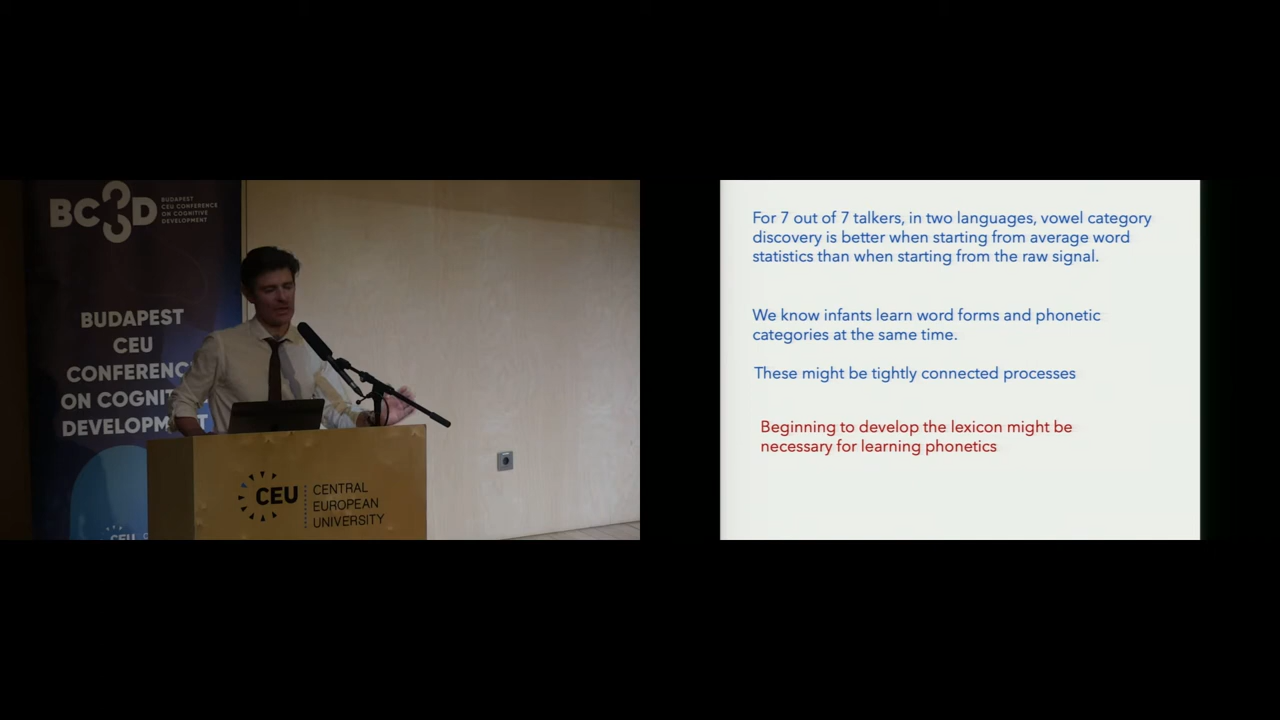 BC3D
BUDAPEST
CEU CONFERENCE
ON COGNITIVE
DEVELOPMENT
BUDAPEST
CEU
CONFERENC
ON COGNIT
DEVELOPM T
CEU
CEU
CENTRAL
EUROPEAN
UNIVERSITY
For 7 out of 7 talkers, in two languages, vowel category
discovery is better when starting from average word
statistics than when starting from the raw signal.
We know infants learn word forms and phonetic
categories at the same time.
These might be tightly connected processes
Beginning to develop the lexicon might be
necessary for learning phonetics